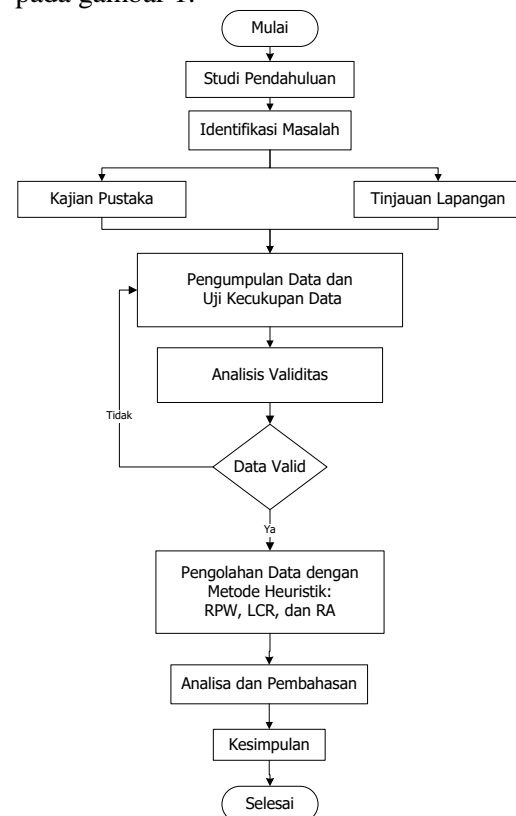 pada gambar 1.
Mulai
Studi Pendahuluan
Identifikasi Masalah
Kajian Pustaka
Tinjauan Lapangan
Pengumpulan Data dan
Uji Kecukupan Data
Analisis Validitas
Tidak
Data Valid
Ya
Pengolahan Data dengan
Metode Heuristik:
RPW, LCR, dan RA
Analisa dan Pembahasan
Kesimpulan
Selesai